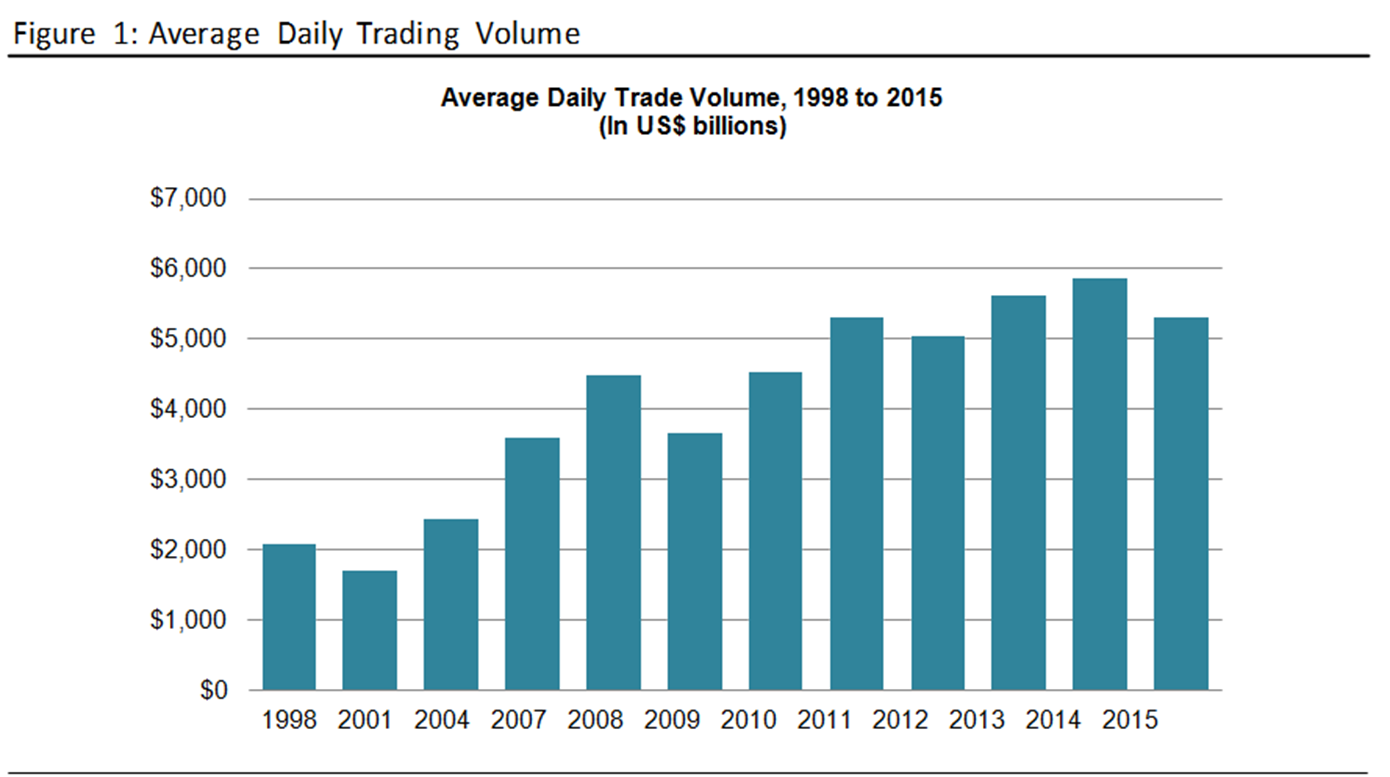 Figure 1: Average Daily Trading Volume
Average Daily Trade Volume, 1998 to 2015
(In US$ billions)
$7,000
$6,000
$5,000
$4,000
$3,000
$2,000
$1,000
$0
1998 2001 2004 2007 2008 2009 2010 2011 2012 2013 2014 2015